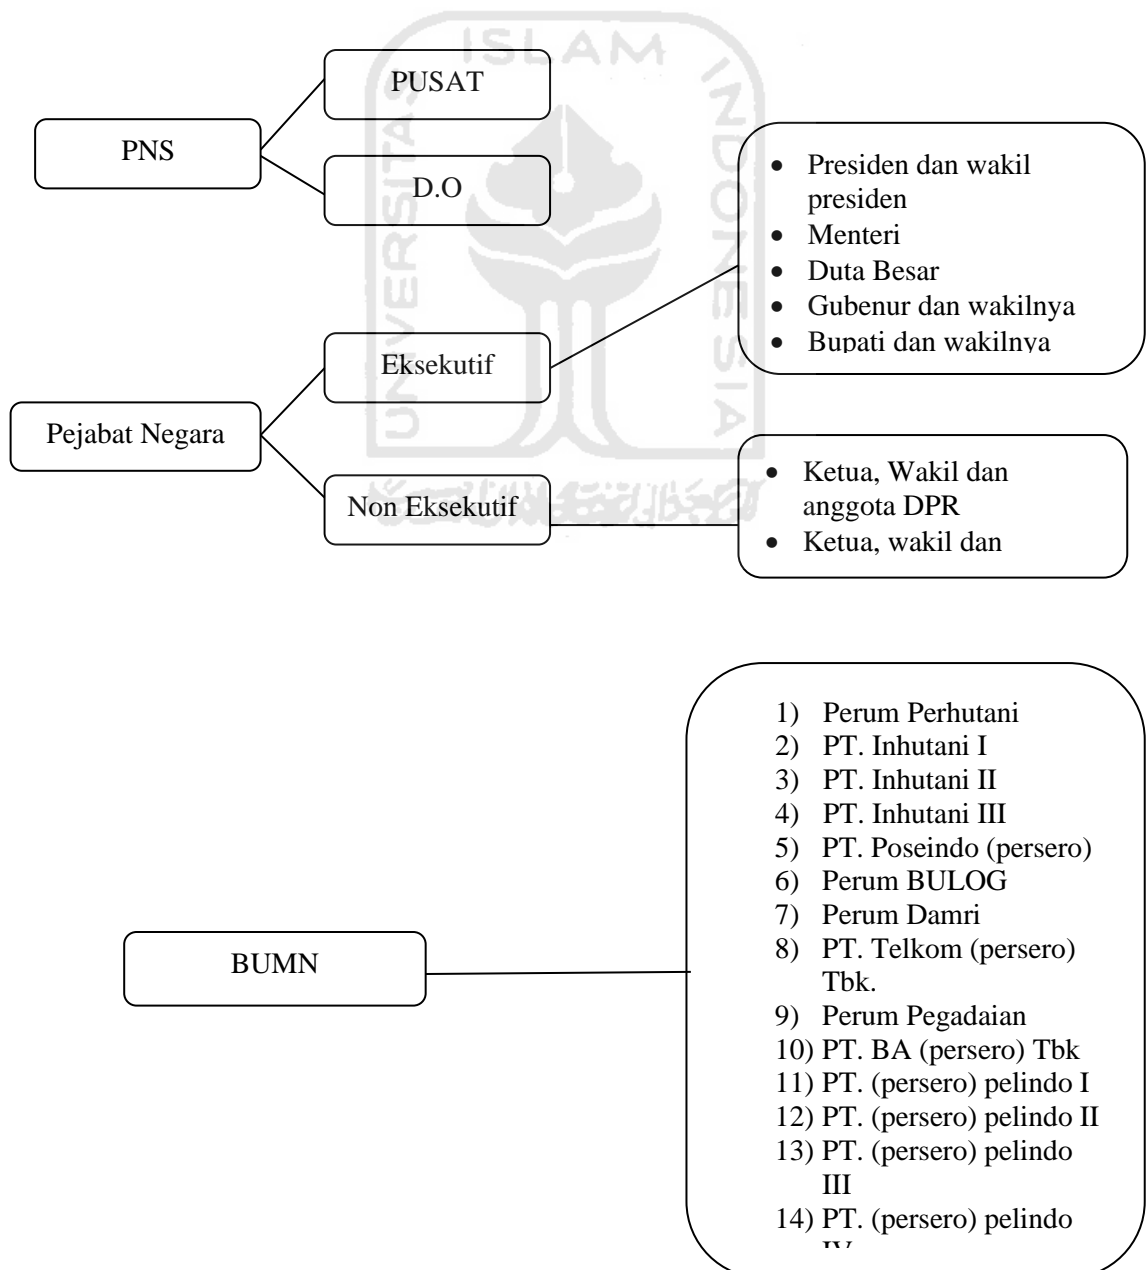 UNIVERSITAS ISLAM INDONESIA
PNS
PUSAT
D.O
Pejabat Negara
Eksekutif
Non Eksekutif
• Presiden dan wakil
presiden
• Menteri
• Duta Besar
• Gubenur dan wakilnya
• Bupati dan wakilnya
• Ketua, Wakil dan
anggota DPR
• Ketua, wakil dan
BUMN
1) Perum Perhutani
2) PT. Inhutani I
3) PT. Inhutani II
4) PT. Inhutani III
5) PT. Poseindo (persero)
6) Perum BULOG
7) Perum Damri
8) PT. Telkom (persero)
Tbk.
9) Perum Pegadaian
10) PT. BA (persero) Tbk
11) PT. (persero) pelindo I
12) PT. (persero) pelindo II
13) PT. (persero) pelindo
III
14) PT. (persero) pelindo
IV